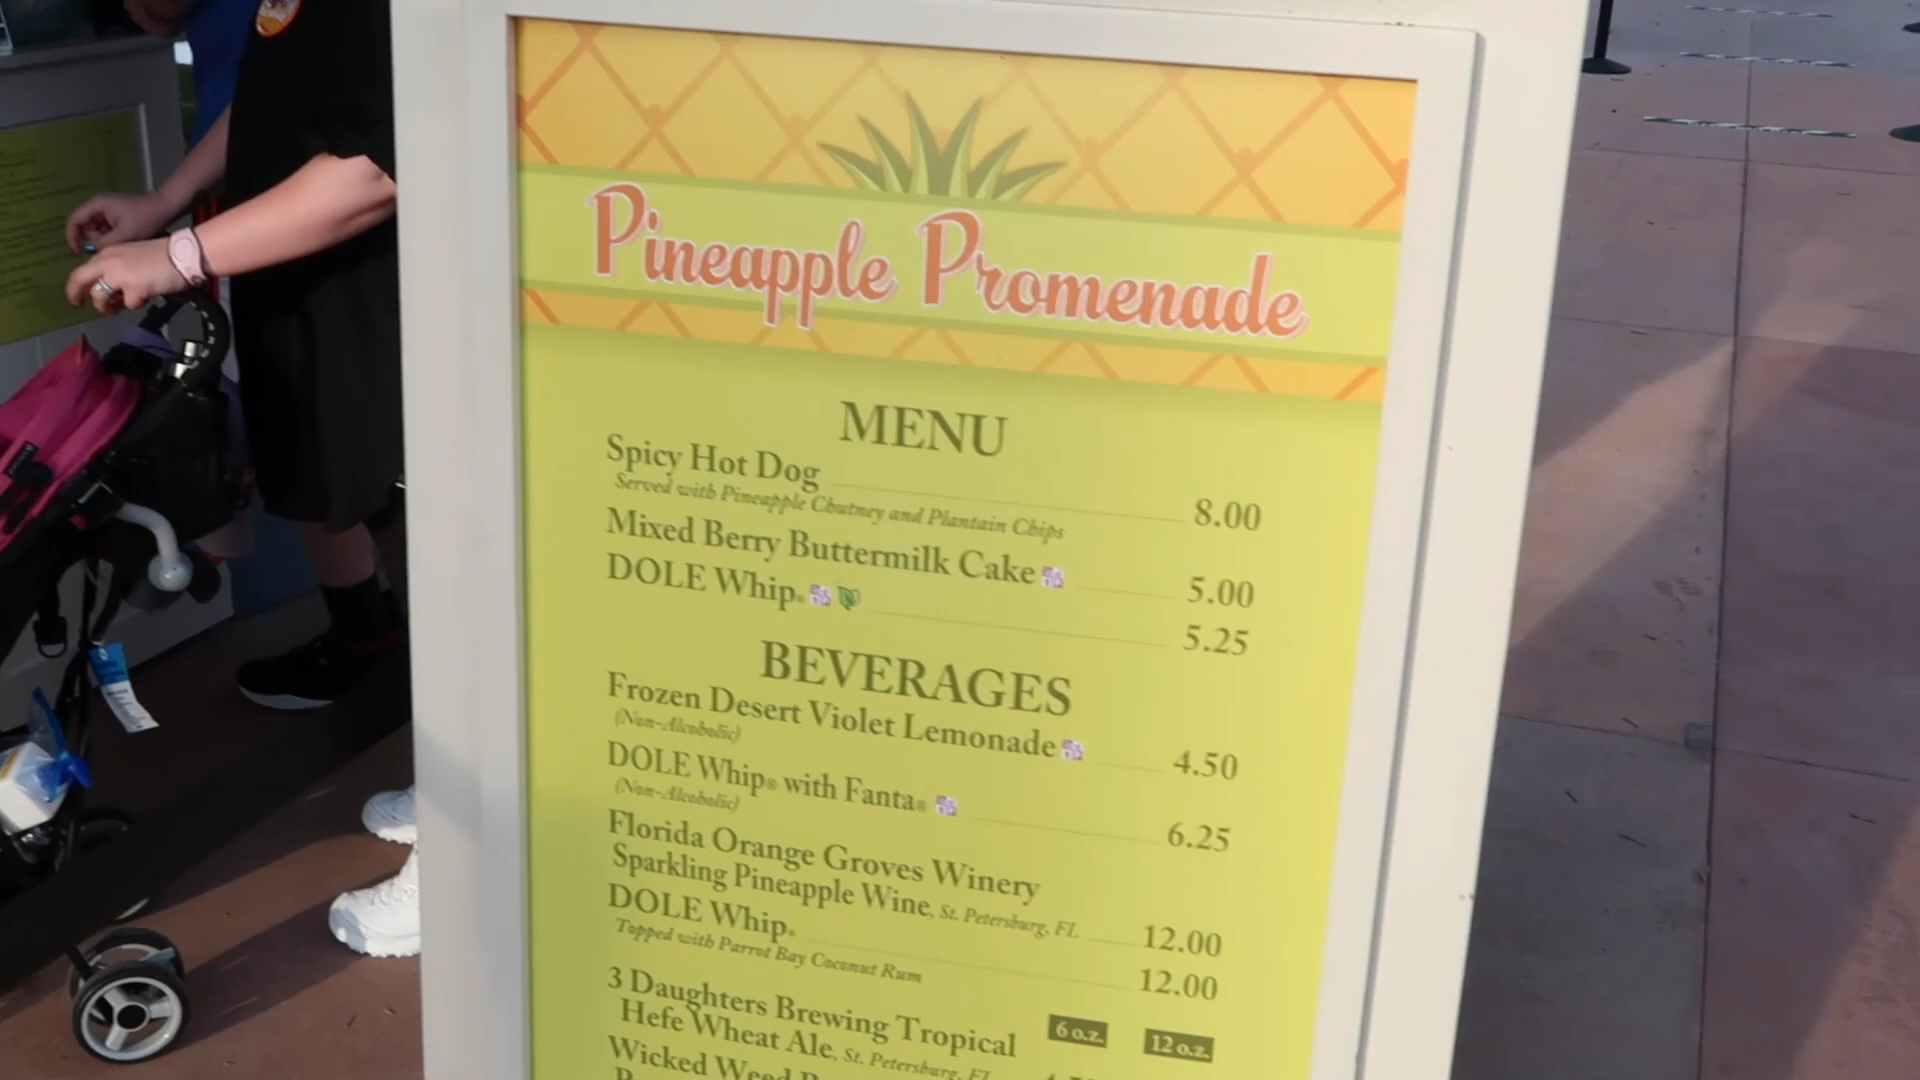 Pineapple Promenade
MENU
Spicy Hot Dog 8.00
Served with Pineapple Chutney and Plantain Chips
Mixed Berry Buttermilk Cake 5.00
DOLE Whip® 5.25
BEVERAGES
Frozen Desert Violet Lemonade 4.50
(Non-Alcoholic)
DOLE Whip® with Fanta® 6.25
(Non-Alcoholic)
Florida Orange Groves Winery
Sparkling Pineapple Wine, St. Petersburg, FL 12.00
DOLE Whip® 12.00
Topped with Parrot Bay Coconut Rum
3 Daughters Brewing Tropical 6 o.z. 12 o.z.
Hefe Wheat Ale, St. Petersburg, FL
Wicked Weed